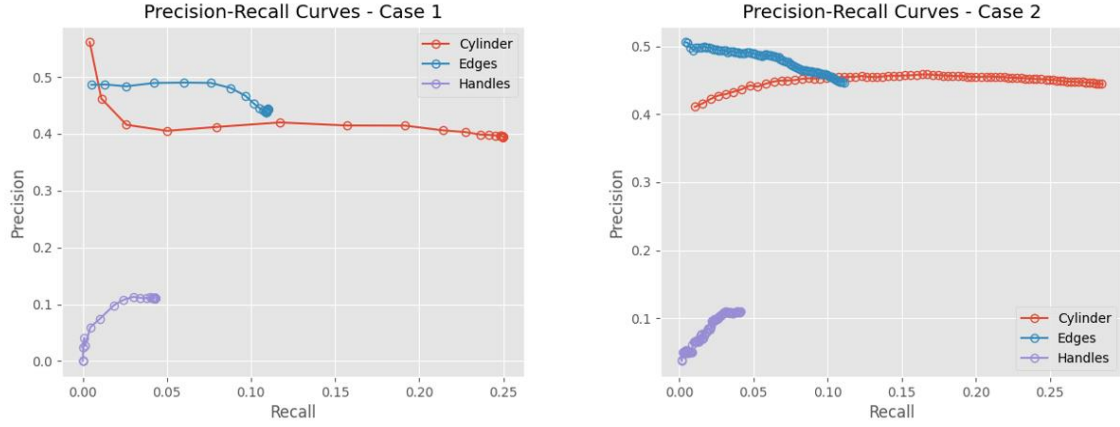 Precision-Recall Curves - Case 1
Cylinder
Edges
Handles
0.5
0.4
0.3
0.2
0.1
0.0
Precision
0.00 0.05 0.10 0.15 0.20 0.25
Recall
Precision-Recall Curves - Case 2
0.5
0.4
0.3
0.2
0.1
Precision
Cylinder
Edges
Handles
0.00 0.05 0.10 0.15 0.20 0.25
Recall